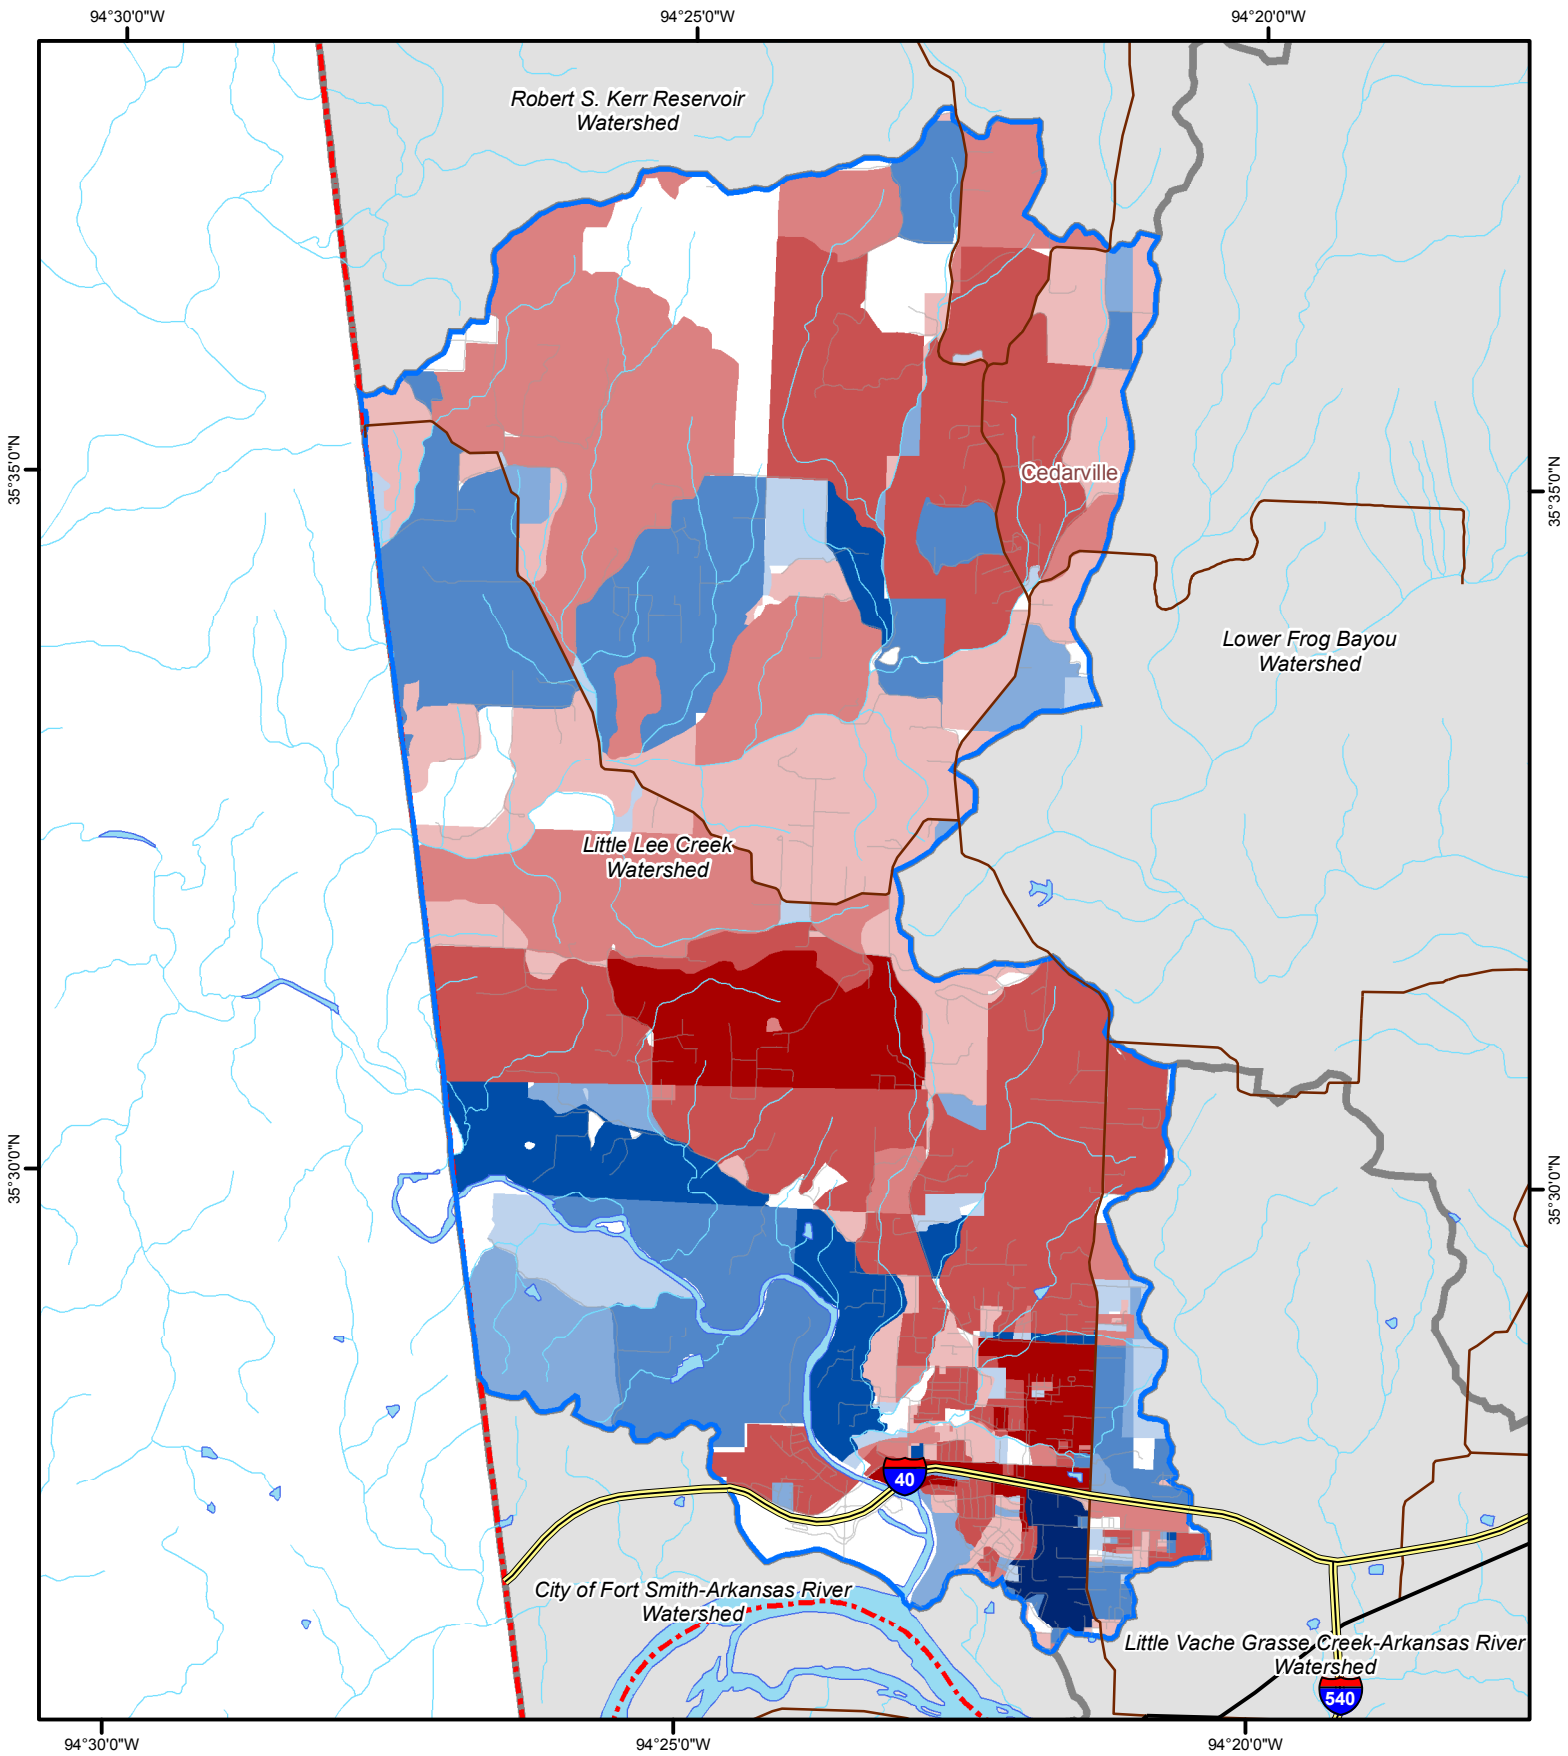 94°30'0"W
94°25'0"W
94°20'0"W
Robert S. Kerr Reservoir
Watershed
35°35'0"N
35°35'0"N
Cedarville
Lower Frog Bayou
Watershed
Little Lee Creek
Watershed
35°30'0"N
35°30'0"N
40
City of Fort Smith-Arkansas River
Watershed
Little Vache Grasse Creek-Arkansas River
Watershed
540
94°30'0"W
94°25'0"W
94°20'0"W